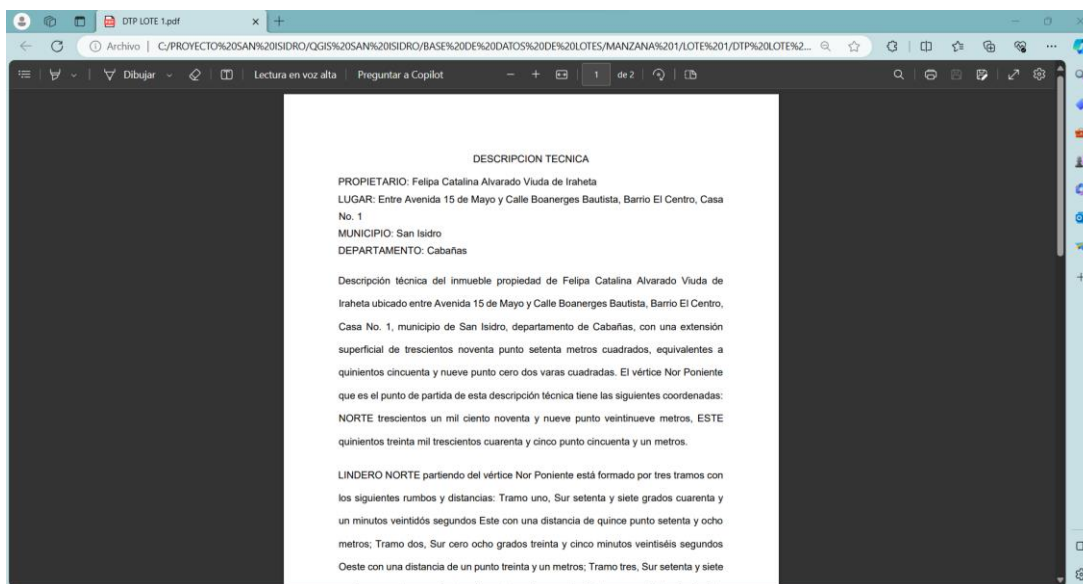 DTP LOTE 1.pdf
Archivo | C:/PROYECTO%20SAN%20ISIDRO/QGIS%20SAN%20ISIDRO/BASE%20DE%20DATOS%20DE%20LOTES/MANZANA%201/LOTE%201/DTP%20LOTE%2...
Dibujar | Lectura en voz alta | Preguntar a Copilot 1 de 2
DESCRIPCION TECNICA
PROPIETARIO: Felipa Catalina Alvarado Viuda de Iraheta
LUGAR: Entre Avenida 15 de Mayo y Calle Boanerges Bautista, Barrio El Centro, Casa
No. 1
MUNICIPIO: San Isidro
DEPARTAMENTO: Cabañas
Descripción técnica del inmueble propiedad de Felipa Catalina Alvarado Viuda de
Iraheta ubicado entre Avenida 15 de Mayo y Calle Boanerges Bautista, Barrio El Centro,
Casa No. 1, municipio de San Isidro, departamento de Cabañas, con una extensión
superficial de trescientos noventa punto setenta metros cuadrados, equivalentes a
quinientos cincuenta y nueve punto cero dos varas cuadradas. El vértice Nor Poniente
que es el punto de partida de esta descripción técnica tiene las siguientes coordenadas:
NORTE trescientos un mil ciento noventa y nueve punto veintinueve metros, ESTE
quinientos treinta mil trescientos cuarenta y cinco punto cincuenta y un metros.
LINDERO NORTE partiendo del vértice Nor Poniente está formado por tres tramos con
los siguientes rumbos y distancias: Tramo uno, Sur setenta y siete grados cuarenta y
un minutos veintidós segundos Este con una distancia de quince punto setenta y ocho
metros; Tramo dos, Sur cero ocho grados treinta y cinco minutos veintiséis segundos
Oeste con una distancia de un punto treinta y un metros; Tramo tres, Sur setenta y siete